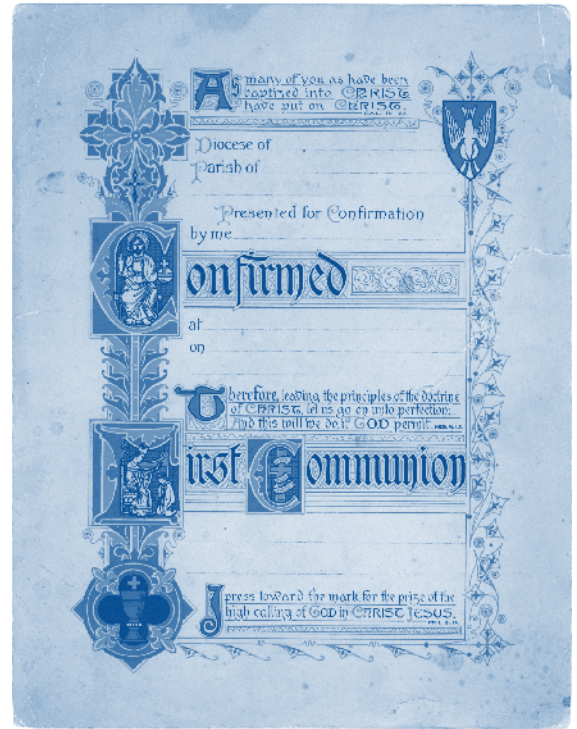 As many of you as have been
baptized into CHRIST
have put on CHRIST.
Diocese of
Parish of
Presented for Confirmation
by me
Confirmed
at
on
Therefore, leaving the principles of the doctrine
of CHRIST, let us go on unto perfection:
And this will we do, if GOD permit.
First Communion
I press toward the mark for the prize of the
high calling of GOD in CHRIST JESUS.